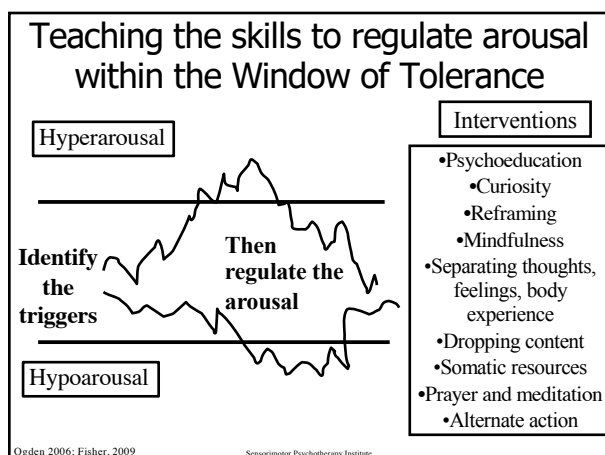 Teaching the skills to regulate arousal
within the Window of Tolerance
Hyperarousal
Identify
the
triggers
Then
regulate the
arousal
Hypoarousal
Interventions
•Psychoeducation
•Curiosity
•Reframing
•Mindfulness
•Separating thoughts,
feelings, body
experience
•Dropping content
•Somatic resources
•Prayer and meditation
•Alternate action
Ogden 2006; Fisher, 2009
Sensorimotor Psychotherapy Institute